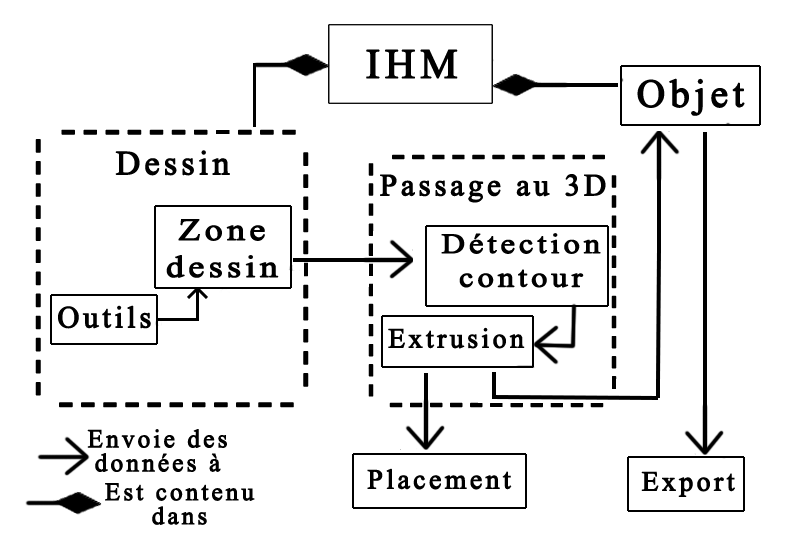 IHM
Objet
Dessin
Zone
dessin
Outils
Passage au 3D
Détection
contour
Extrusion
Placement
Export
Envoie des
données à
Est contenu
dans